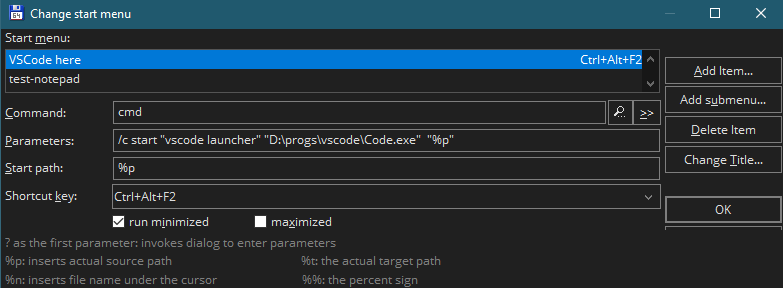 64
Change start menu
Start menu:
VSCode here Ctrl+Alt+F2
test-notepad
Add Item...
Add submenu...
Delete Item
Change Title...
OK
Command: cmd >>
Parameters: /c start "vscode launcher" "D:\progs\vscode\Code.exe"  "%p"
Start path: %p
Shortcut key: Ctrl+Alt+F2
run minimized maximized
? as the first parameter: invokes dialog to enter parameters
%p: inserts actual source path %t: the actual target path
%n: inserts file name under the cursor %%: the percent sign